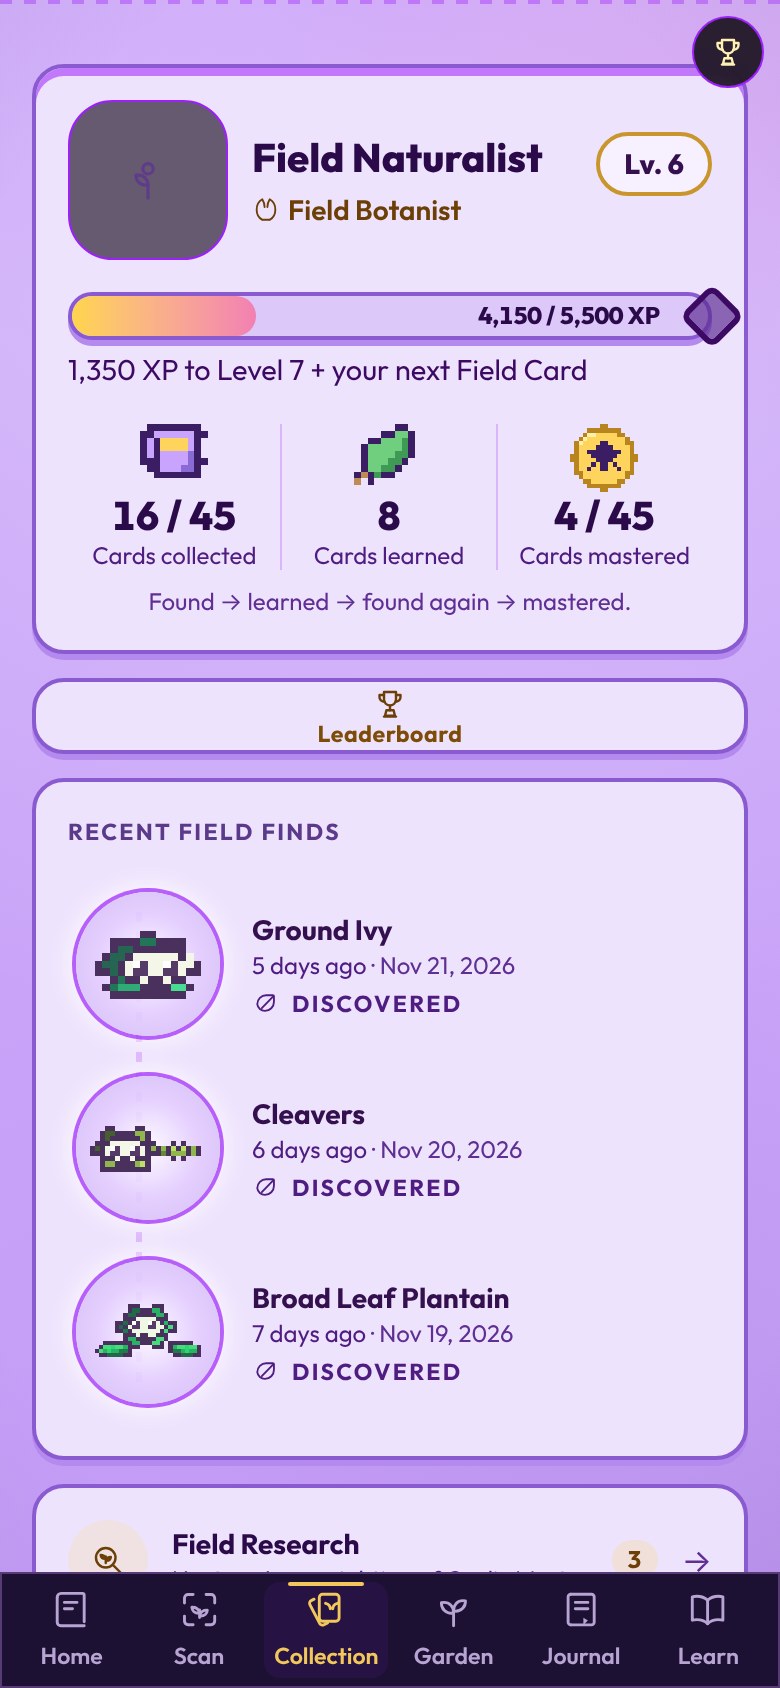 Field Naturalist
Lv. 6
Field Botanist
4,150 / 5,500 XP
1,350 XP to Level 7 + your next Field Card
16 / 45
Cards collected
8
Cards learned
4 / 45
Cards mastered
Found → learned → found again → mastered.
Leaderboard
RECENT FIELD FINDS
Ground Ivy
5 days ago · Nov 21, 2026
DISCOVERED
Cleavers
6 days ago · Nov 20, 2026
DISCOVERED
Broad Leaf Plantain
7 days ago · Nov 19, 2026
DISCOVERED
Field Research
3
Home
Scan
Collection
Garden
Journal
Learn